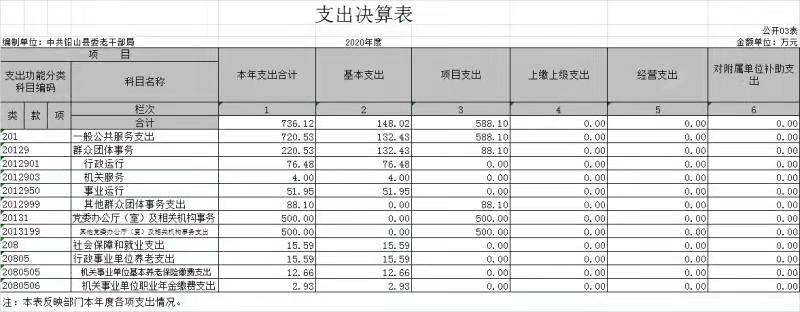 支出决算表
公开03表
编制单位：中共铅山县委老干部局 2020年度 金额单位：万元
项 目 本年支出合计 基本支出 项目支出 上缴上级支出 经营支出 对附属单位补助支出
支出功能分类科目编码 科目名称
类 款 项 栏次 1 2 3 4 5 6
合计 736.12 148.02 588.10 0.00 0.00 0.00
201 一般公共服务支出 720.53 132.43 588.10 0.00 0.00 0.00
20129 群众团体事务 220.53 132.43 88.10 0.00 0.00 0.00
2012901 行政运行 76.48 76.48 0.00 0.00 0.00 0.00
2012903 机关服务 4.00 4.00 0.00 0.00 0.00 0.00
2012950 事业运行 51.95 51.95 0.00 0.00 0.00 0.00
2012999 其他群众团体事务支出 88.10 0.00 88.10 0.00 0.00 0.00
20131 党委办公厅（室）及相关机构事务 500.00 0.00 500.00 0.00 0.00 0.00
2013199 其他党委办公厅（室）及相关机构事务支出 500.00 0.00 500.00 0.00 0.00 0.00
208 社会保障和就业支出 15.59 15.59 0.00 0.00 0.00 0.00
20805 行政事业单位养老支出 15.59 15.59 0.00 0.00 0.00 0.00
2080505 机关事业单位基本养老保险缴费支出 12.66 12.66 0.00 0.00 0.00 0.00
2080506 机关事业单位职业年金缴费支出 2.93 2.93 0.00 0.00 0.00 0.00
注：本表反映部门本年度各项支出情况。